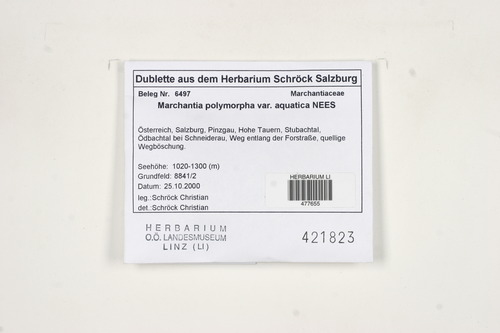 Dublette aus dem Herbarium Schröck Salzburg
Beleg Nr. 6497 Marchantiaceae
Marchantia polymorpha var. aquatica NEES
Österreich, Salzburg, Pinzgau, Hohe Tauern, Stubachtal,
Ödbachtal bei Schneiderau, Weg entlang der Forstraße, quellige
Wegböschung.
Seehöhe: 1020-1300 (m)
Grundfeld: 8841/2
Datum: 25.10.2000
leg.:Schröck Christian
det.:Schröck Christian
HERBARIUM LI
477655
HERBARIUM
O.Ö. LANDESMUSEUM
LINZ (LI)
421823